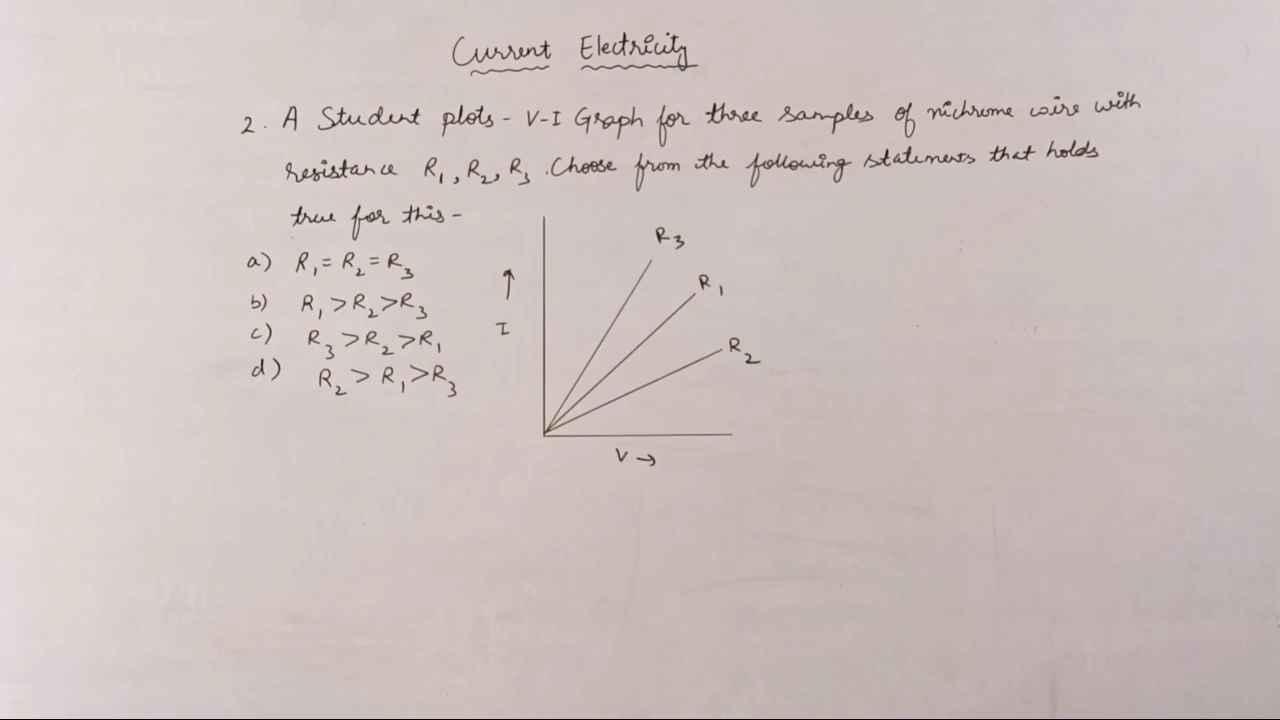 Current Electricity
2. A Student plots - V-I Graph for three samples of nichrome wire with
resistance R₁, R₂, R₃. Choose from the following statements that holds
true for this -
a) R₁ = R₂ = R₃
b) R₁ > R₂ > R₃
c) R₃ > R₂ > R₁
d) R₂ > R₁ > R₃
R₃
R₁
R₂
↑
I
V →